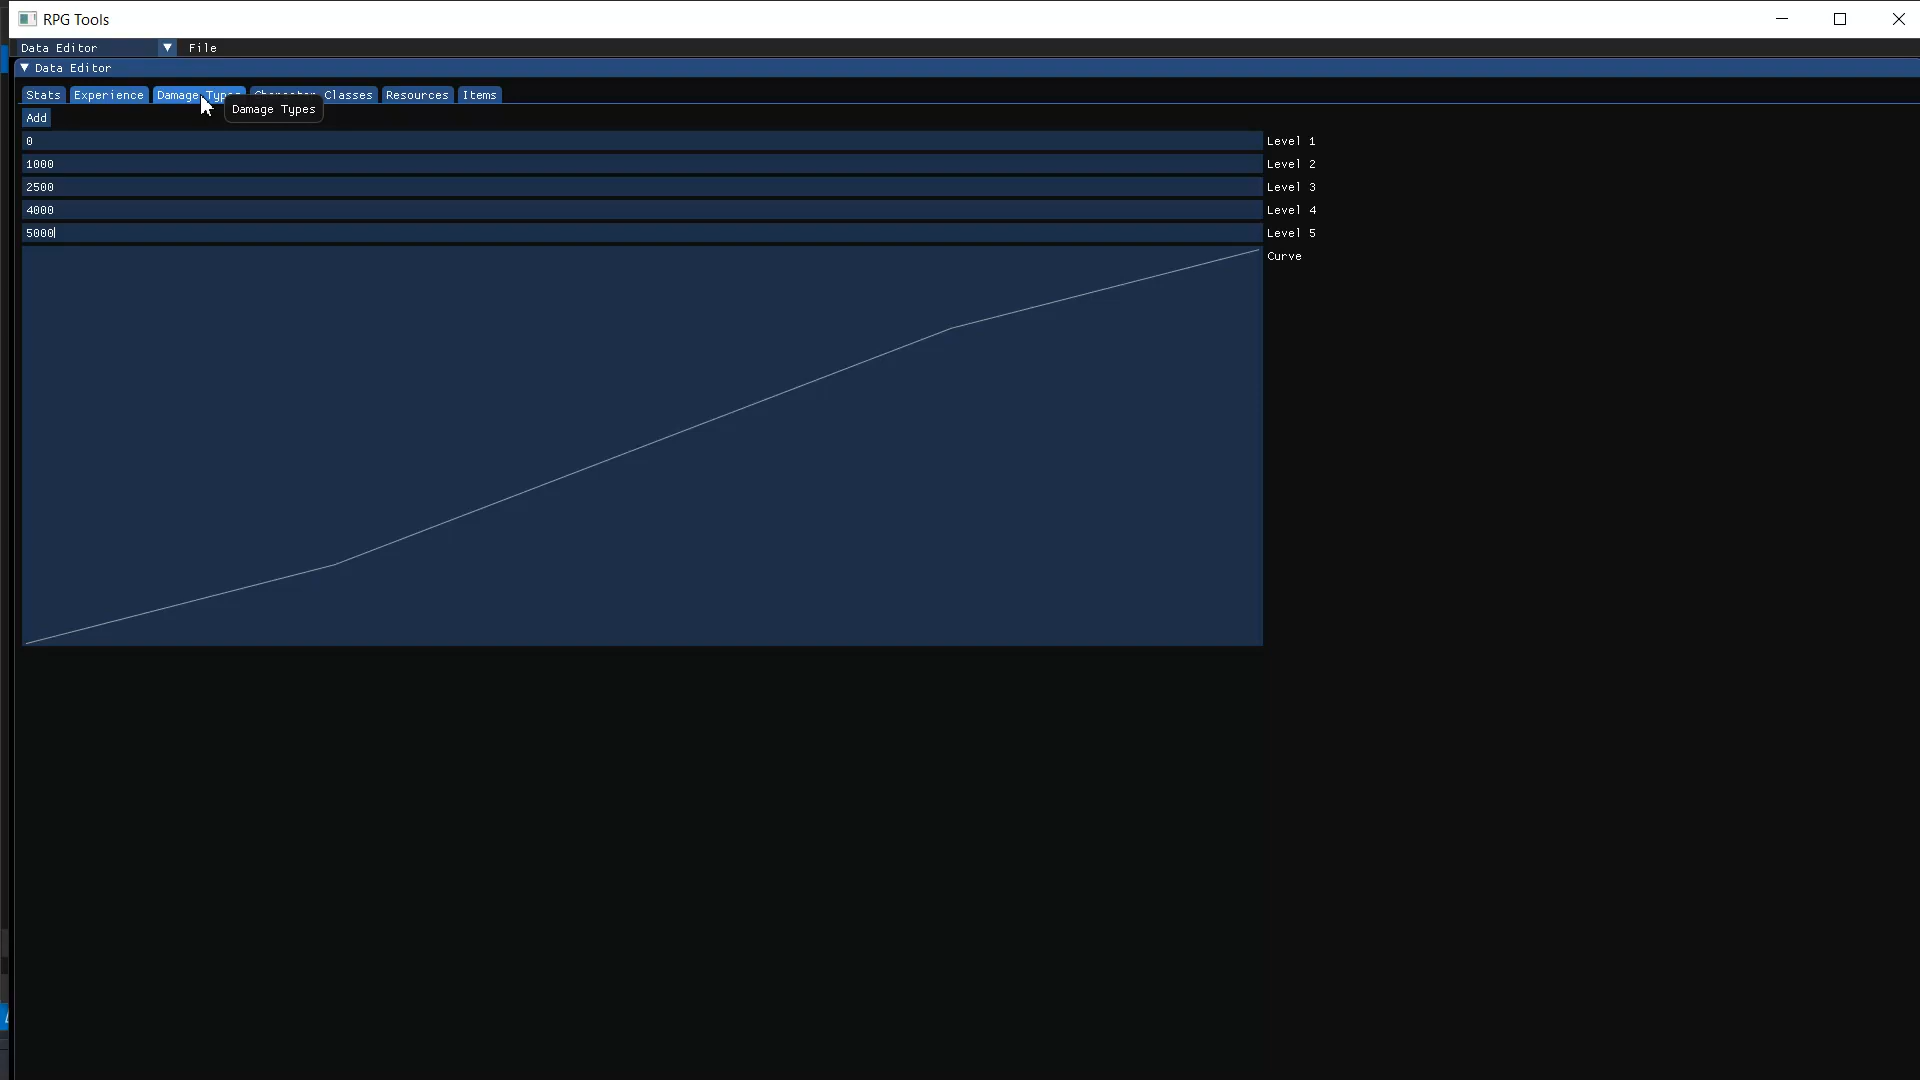 RPG Tools
Data Editor File
Data Editor
Stats Experience Damage Types Classes Resources Items
Damage Types
Add
0 Level 1
1000 Level 2
2500 Level 3
4000 Level 4
5000 Level 5
Curve